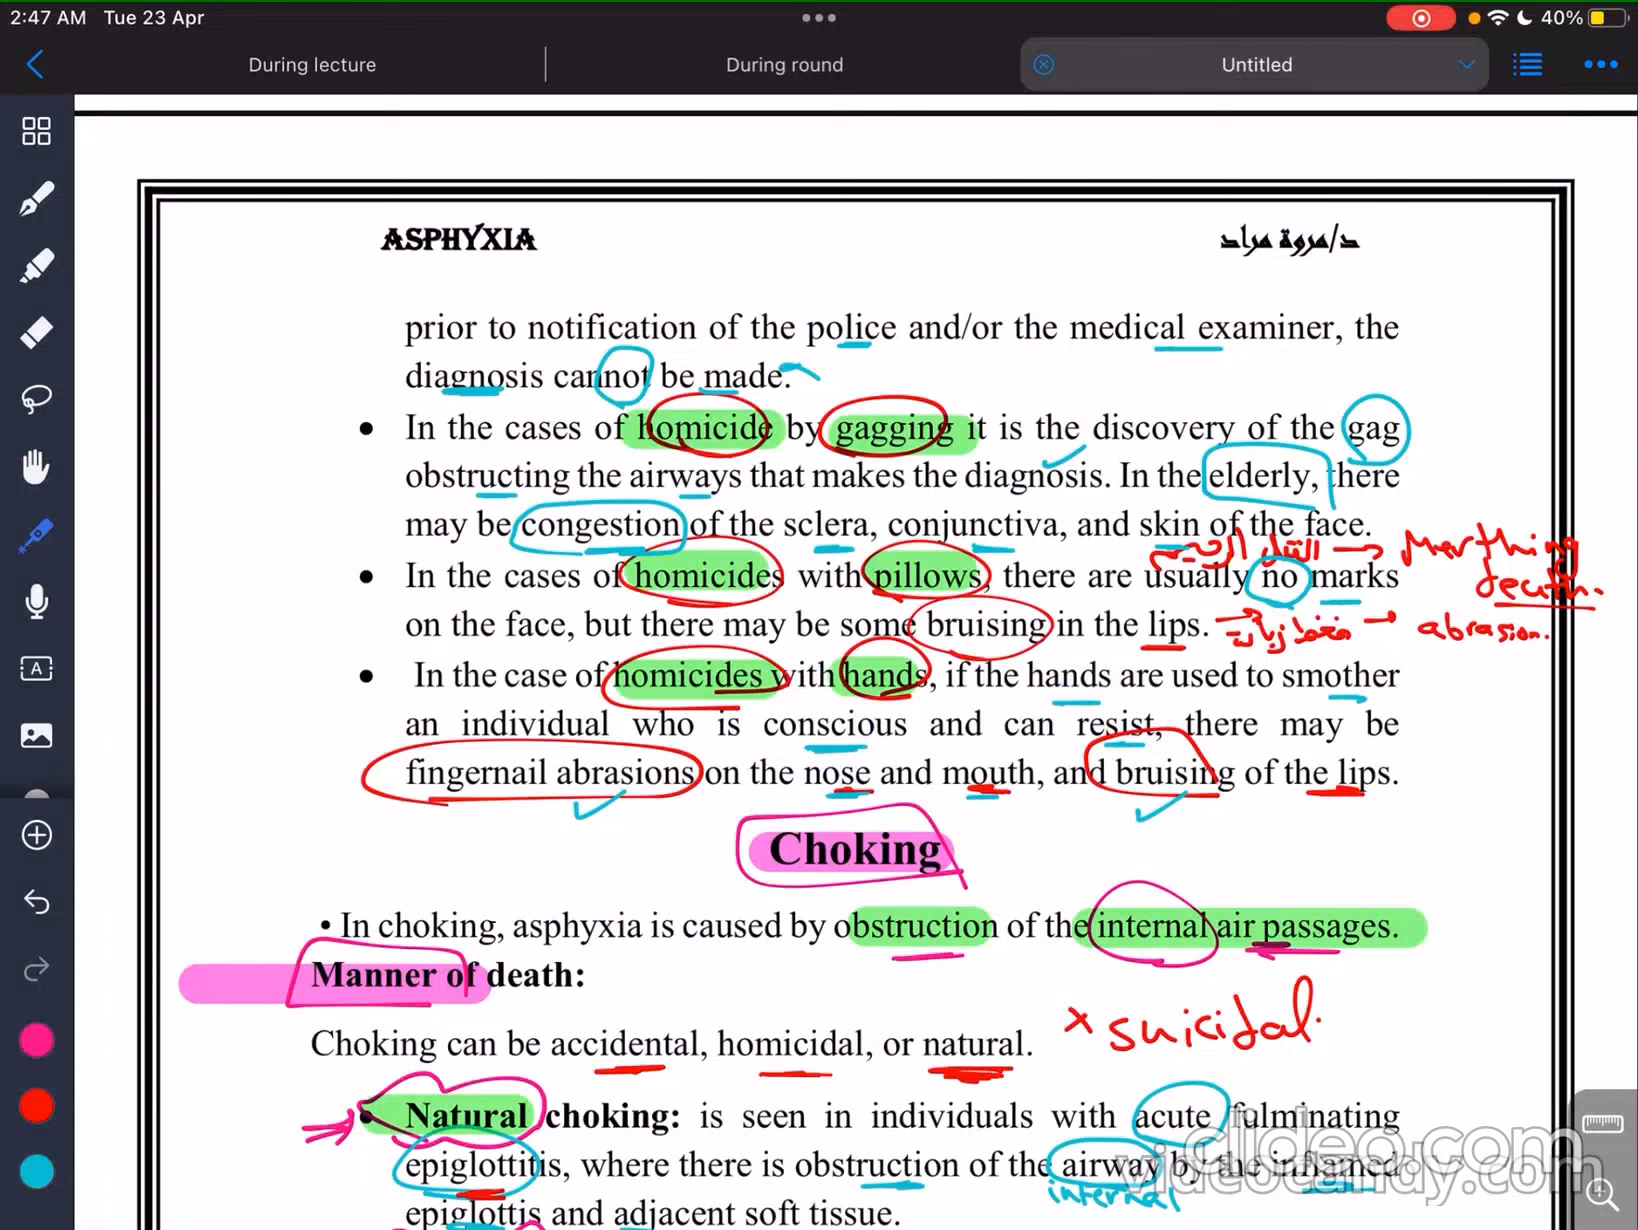 2:47 AM Tue 23 Apr
40%
During lecture
During round
Untitled
ASPHYXIA
د/مروة مراد
prior to notification of the police and/or the medical examiner, the
diagnosis cannot be made.
• In the cases of homicide by gagging it is the discovery of the gag
obstructing the airways that makes the diagnosis. In the elderly, there
may be congestion of the sclera, conjunctiva, and skin of the face.
القتل الرحيم → Merthing
death.
• In the cases of homicides with pillows, there are usually no marks
on the face, but there may be some bruising in the lips.
→ abrasion.
• In the case of homicides with hands, if the hands are used to smother
an individual who is conscious and can resist, there may be
fingernail abrasions on the nose and mouth, and bruising of the lips.
Choking
• In choking, asphyxia is caused by obstruction of the internal air passages.
Manner of death:
Choking can be accidental, homicidal, or natural.
x suicidal.
• Natural choking: is seen in individuals with acute fulminating
epiglottitis, where there is obstruction of the airway by the inflamed
internal
epiglottis and adjacent soft tissue.
clideo.com
videocandy.com